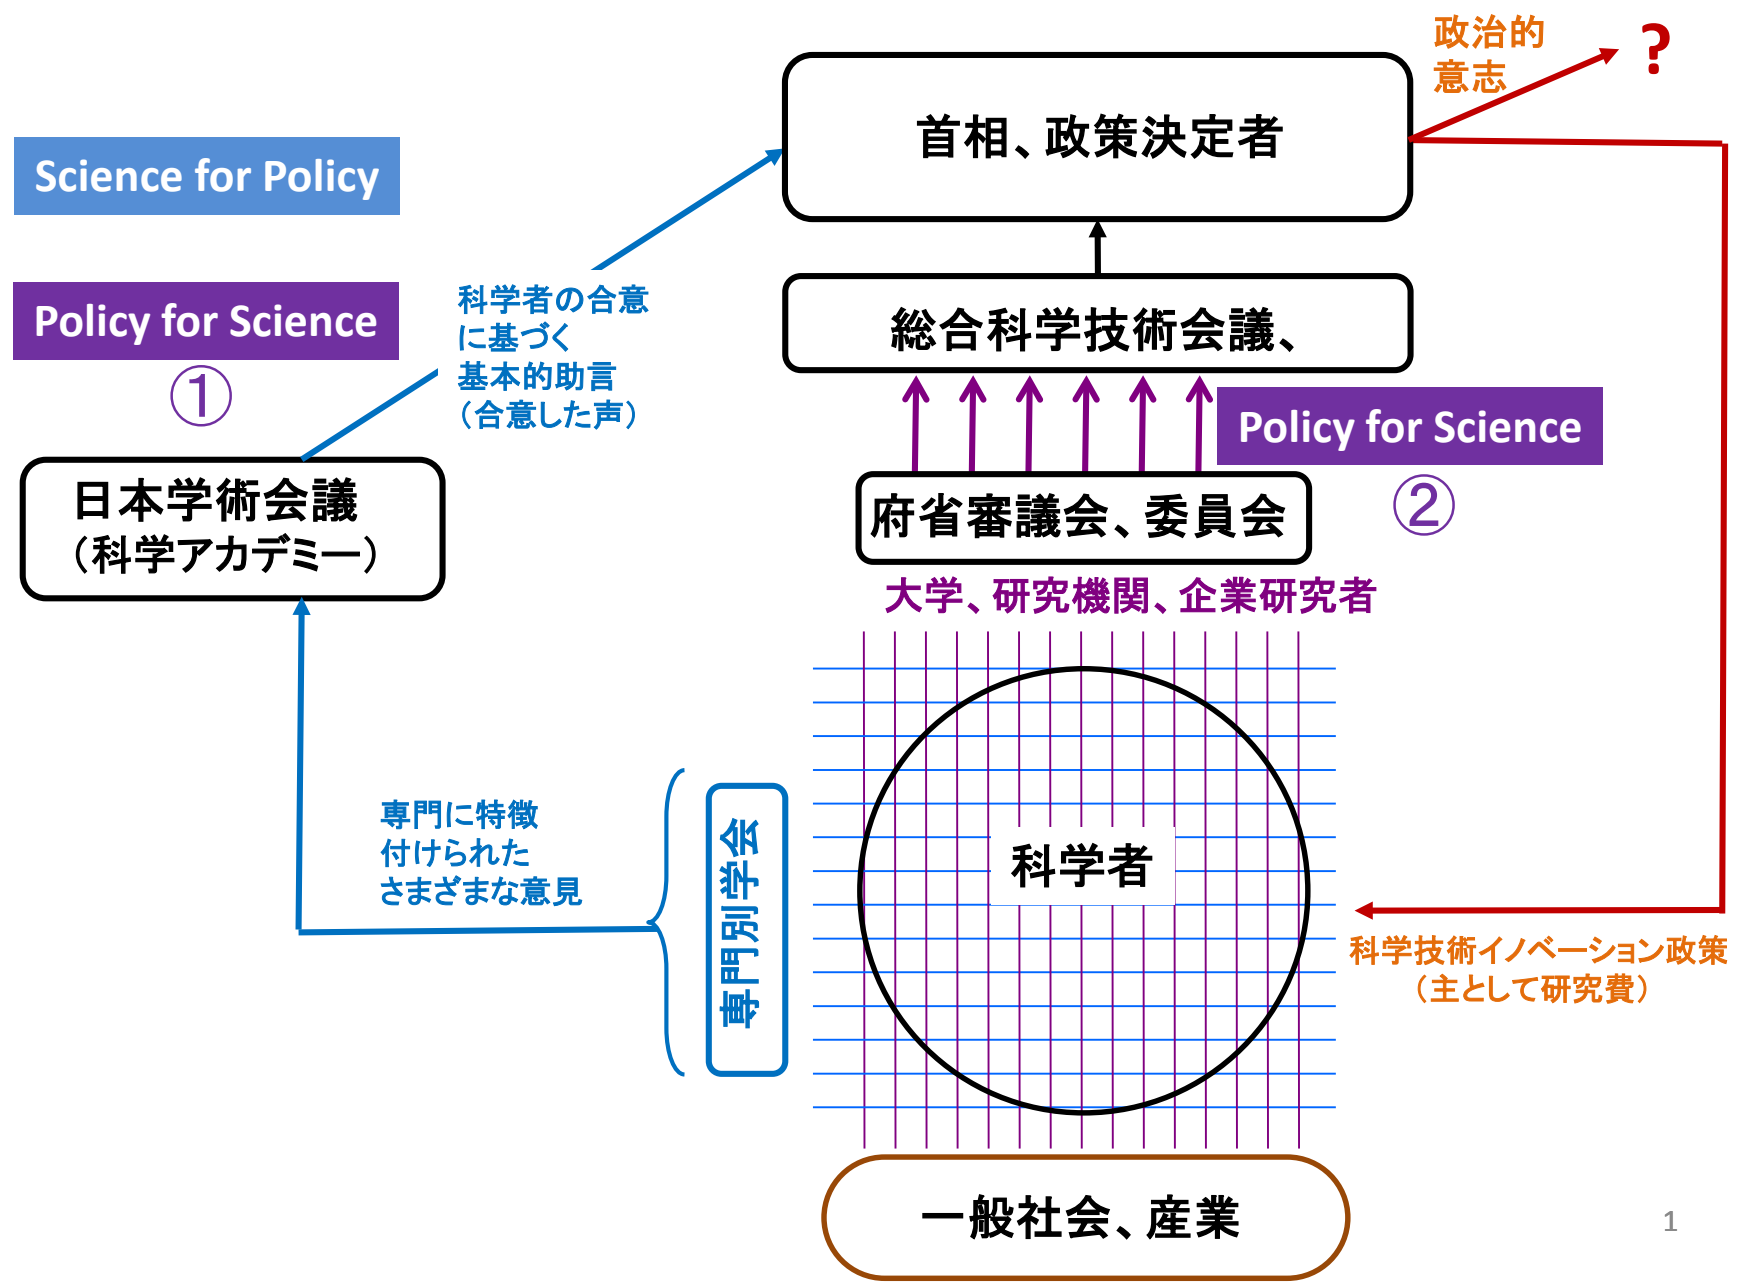 政治的
意志
?
首相、政策決定者
Science for Policy
Policy for Science
①
科学者の合意
に基づく
基本的助言
（合意した声）
総合科学技術会議、
Policy for Science
②
日本学術会議
（科学アカデミー）
府省審議会、委員会
大学、研究機関、企業研究者
専門に特徴
付けられた
さまざまな意見
専門別学会
科学者
科学技術イノベーション政策
（主として研究費）
一般社会、産業
1